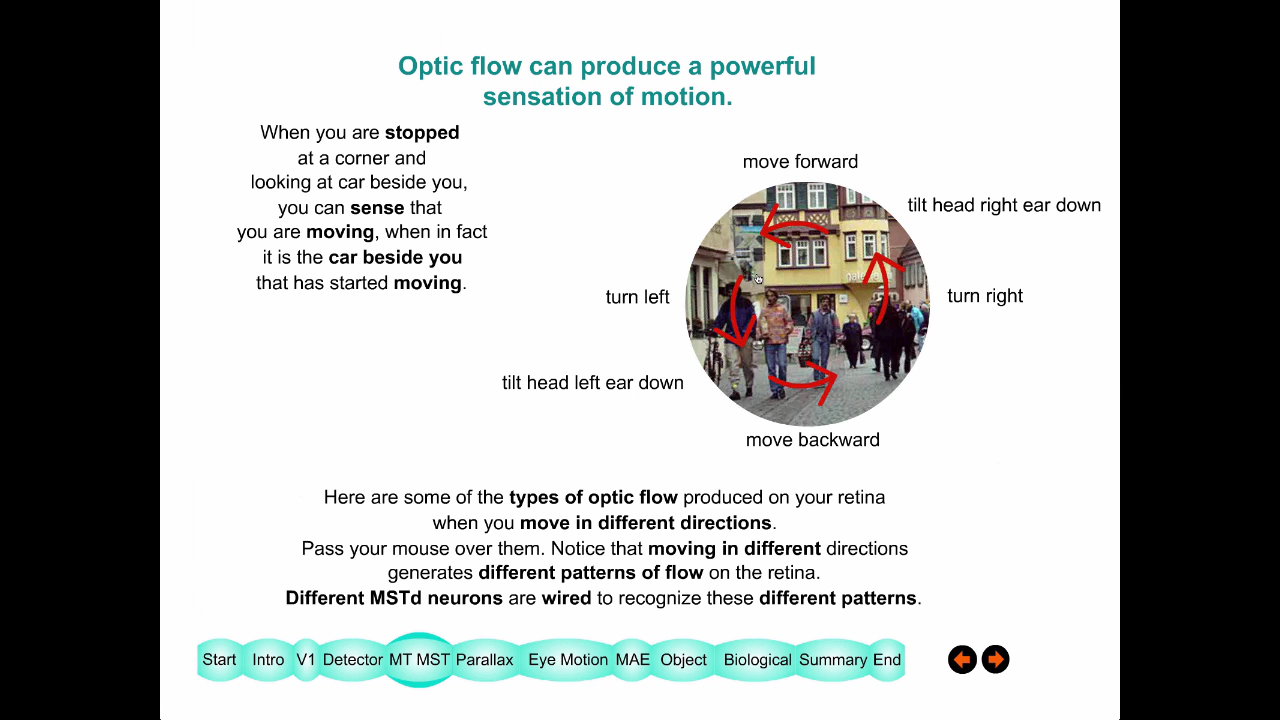 Optic flow can produce a powerful
sensation of motion.
When you are stopped
at a corner and
looking at car beside you,
you can sense that
you are moving, when in fact
it is the car beside you
that has started moving.
move forward
tilt head right ear down
turn left
turn right
tilt head left ear down
move backward
Here are some of the types of optic flow produced on your retina
when you move in different directions.
Pass your mouse over them. Notice that moving in different directions
generates different patterns of flow on the retina.
Different MSTd neurons are wired to recognize these different patterns.
Start Intro V1 Detector MT MST Parallax Eye Motion MAE Object Biological Summary End